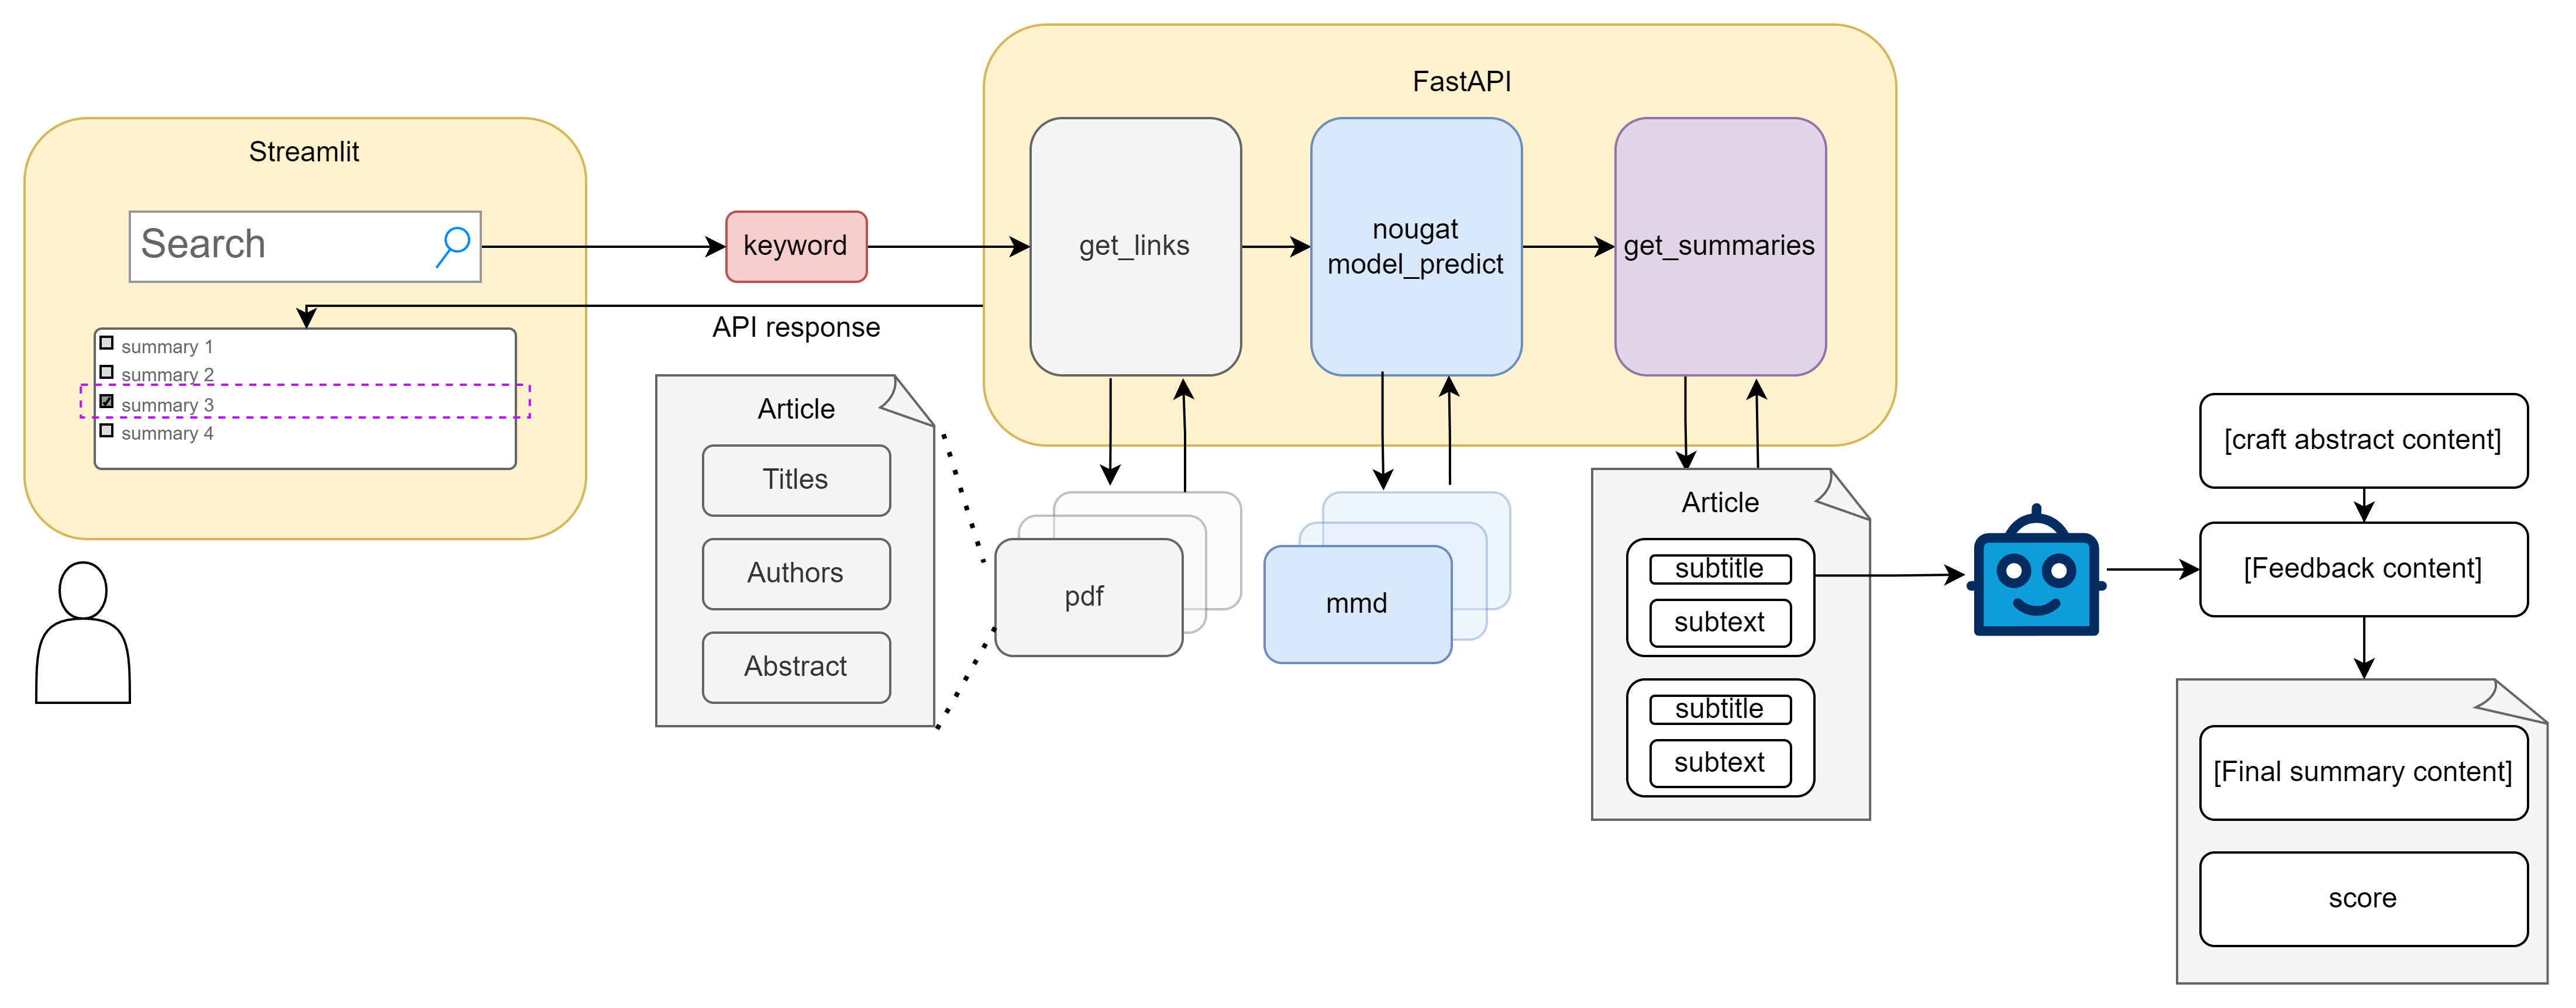 FastAPI
Streamlit
Search
keyword
get_links
nougat
model_predict
get_summaries
API response
summary 1
summary 2
summary 3
summary 4
Article
Titles
Authors
Abstract
pdf
mmd
Article
subtitle
subtext
subtitle
subtext
[craft abstract content]
[Feedback content]
[Final summary content]
score